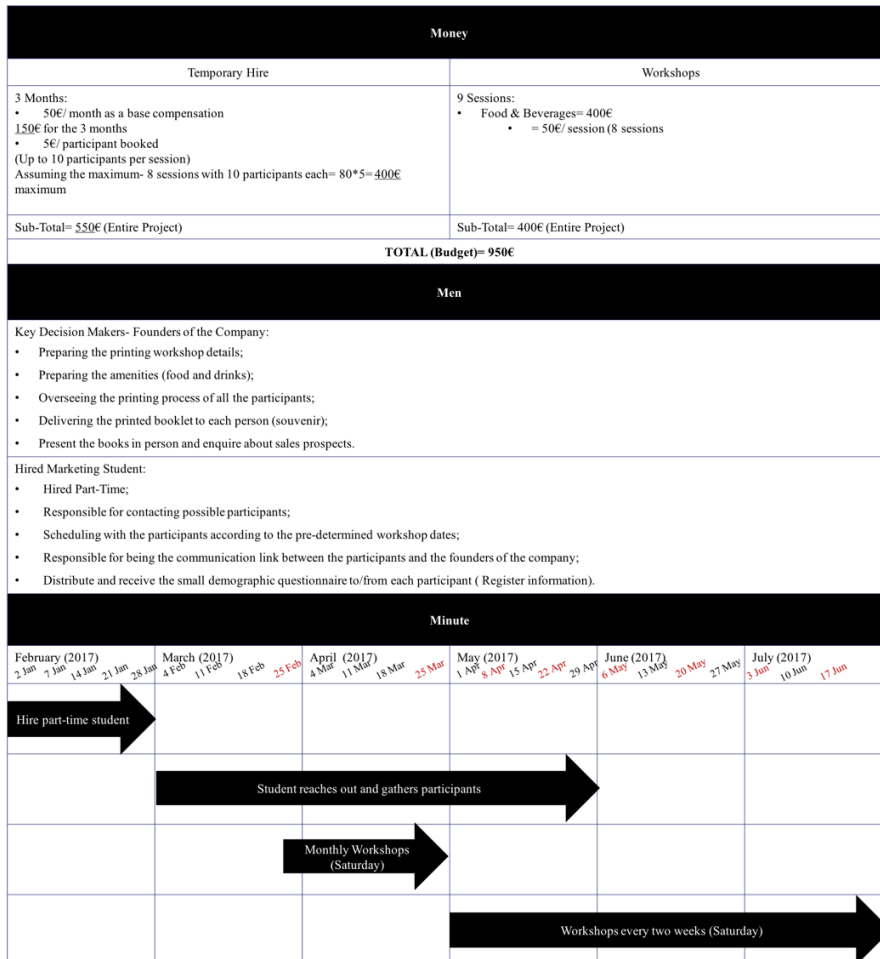 Money
Temporary Hire
Workshops
3 Months:
• 50€/ month as a base compensation
150€ for the 3 months
• 5€/ participant booked
(Up to 10 participants per session)
Assuming the maximum- 8 sessions with 10 participants each= 80*5= 400€
maximum
9 Sessions:
• Food & Beverages= 400€
• = 50€/ session (8 sessions
Sub-Total= 550€ (Entire Project)
Sub-Total= 400€ (Entire Project)
TOTAL (Budget)= 950€
Men
Key Decision Makers- Founders of the Company:
• Preparing the printing workshop details;
• Preparing the amenities (food and drinks);
• Overseeing the printing process of all the participants;
• Delivering the printed booklet to each person (souvenir);
• Present the books in person and enquire about sales prospects.
Hired Marketing Student:
• Hired Part-Time;
• Responsible for contacting possible participants;
• Scheduling with the participants according to the pre-determined workshop dates;
• Responsible for being the communication link between the participants and the founders of the company;
• Distribute and receive the small demographic questionnaire to/from each participant ( Register information).
Minute
February (2017)
March (2017)
April (2017)
May (2017)
June (2017)
July (2017)
2 Jan
7 Jan
14 Jan
21 Jan
28 Jan
4 Feb
11 Feb
18 Feb
25 Feb
4 Mar
11 Mar
18 Mar
25 Mar
1 Apr
8 Apr
15 Apr
22 Apr
29 Apr
6 May
13 May
20 May
27 May
3 Jun
10 Jun
17 Jun
Hire part-time student
Student reaches out and gathers participants
Monthly Workshops
(Saturday)
Workshops every two weeks (Saturday)